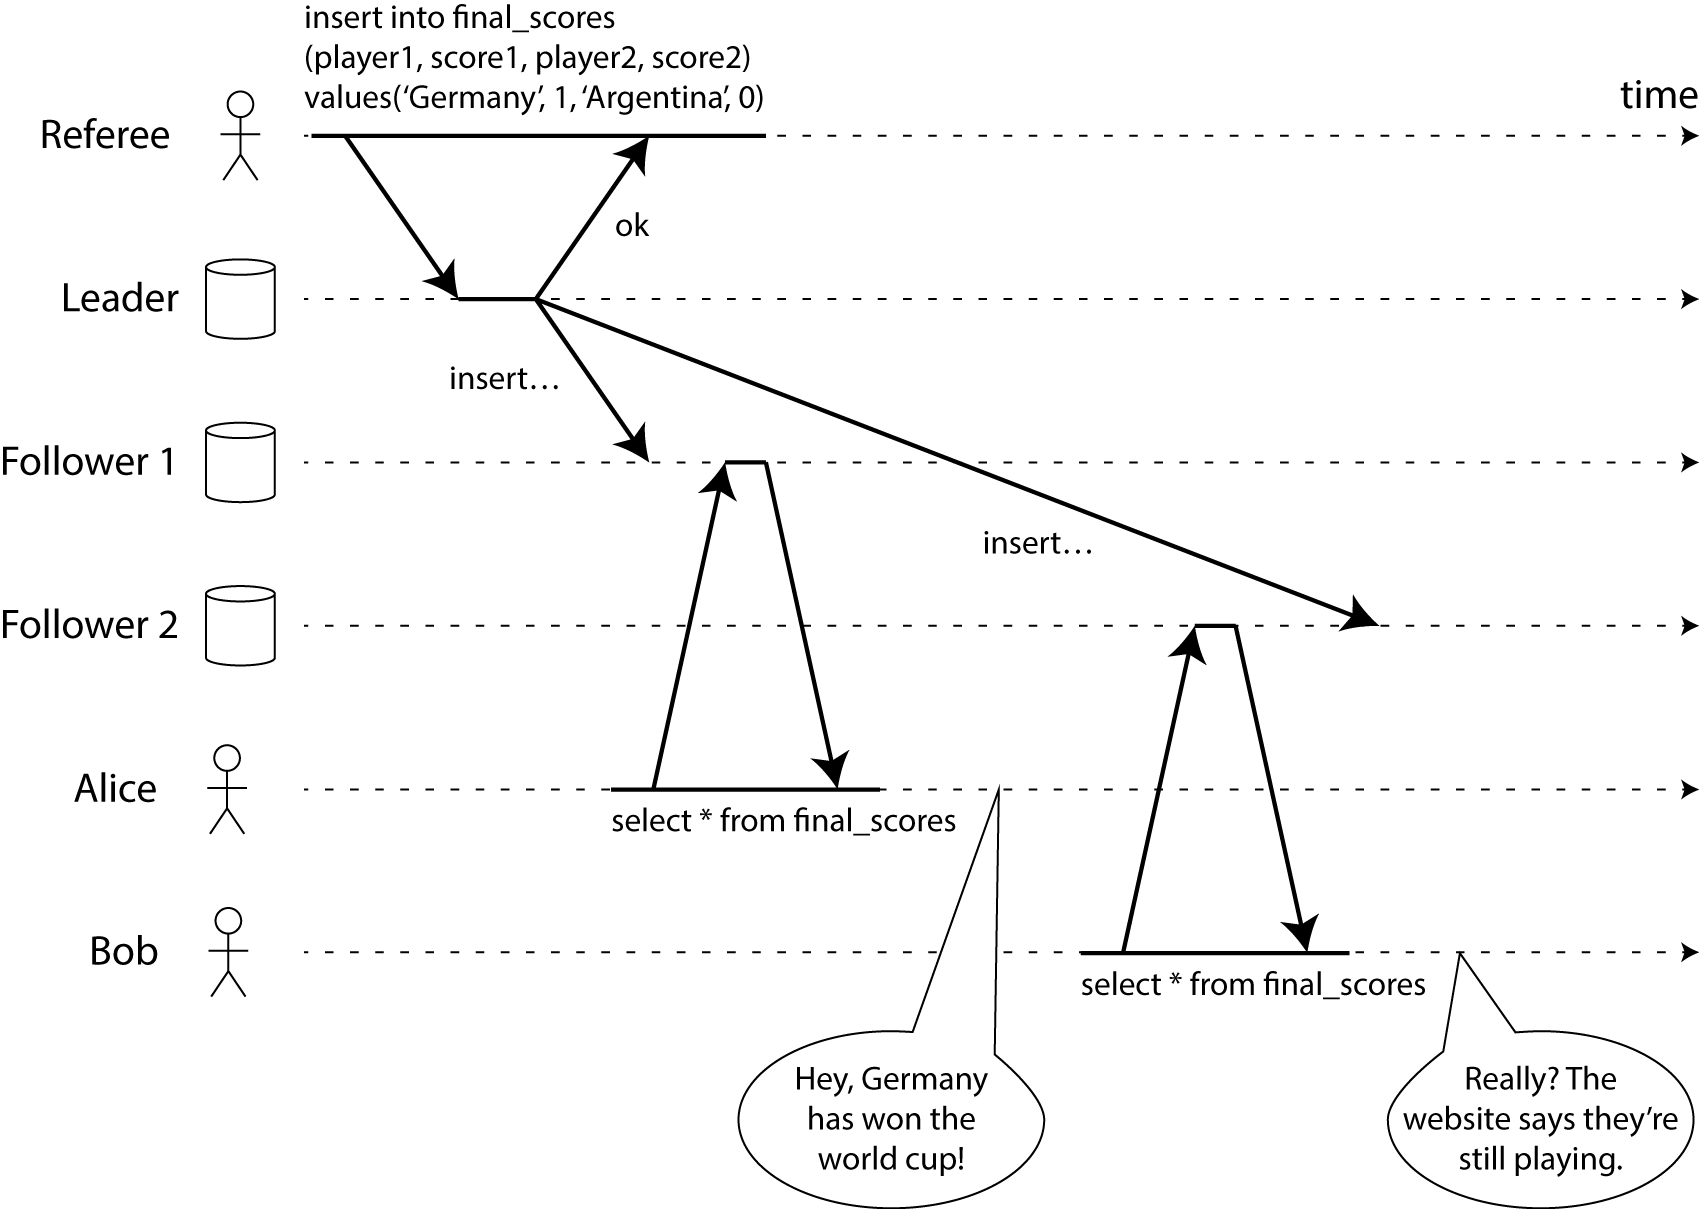 insert into final_scores
(player1, score1, player2, score2)
values(‘Germany’, 1, ‘Argentina’, 0)
time
Referee
ok
Leader
insert…
Follower 1
insert…
Follower 2
Alice
select * from final_scores
Bob
select * from final_scores
Hey, Germany
has won the
world cup!
Really? The
website says they’re
still playing.